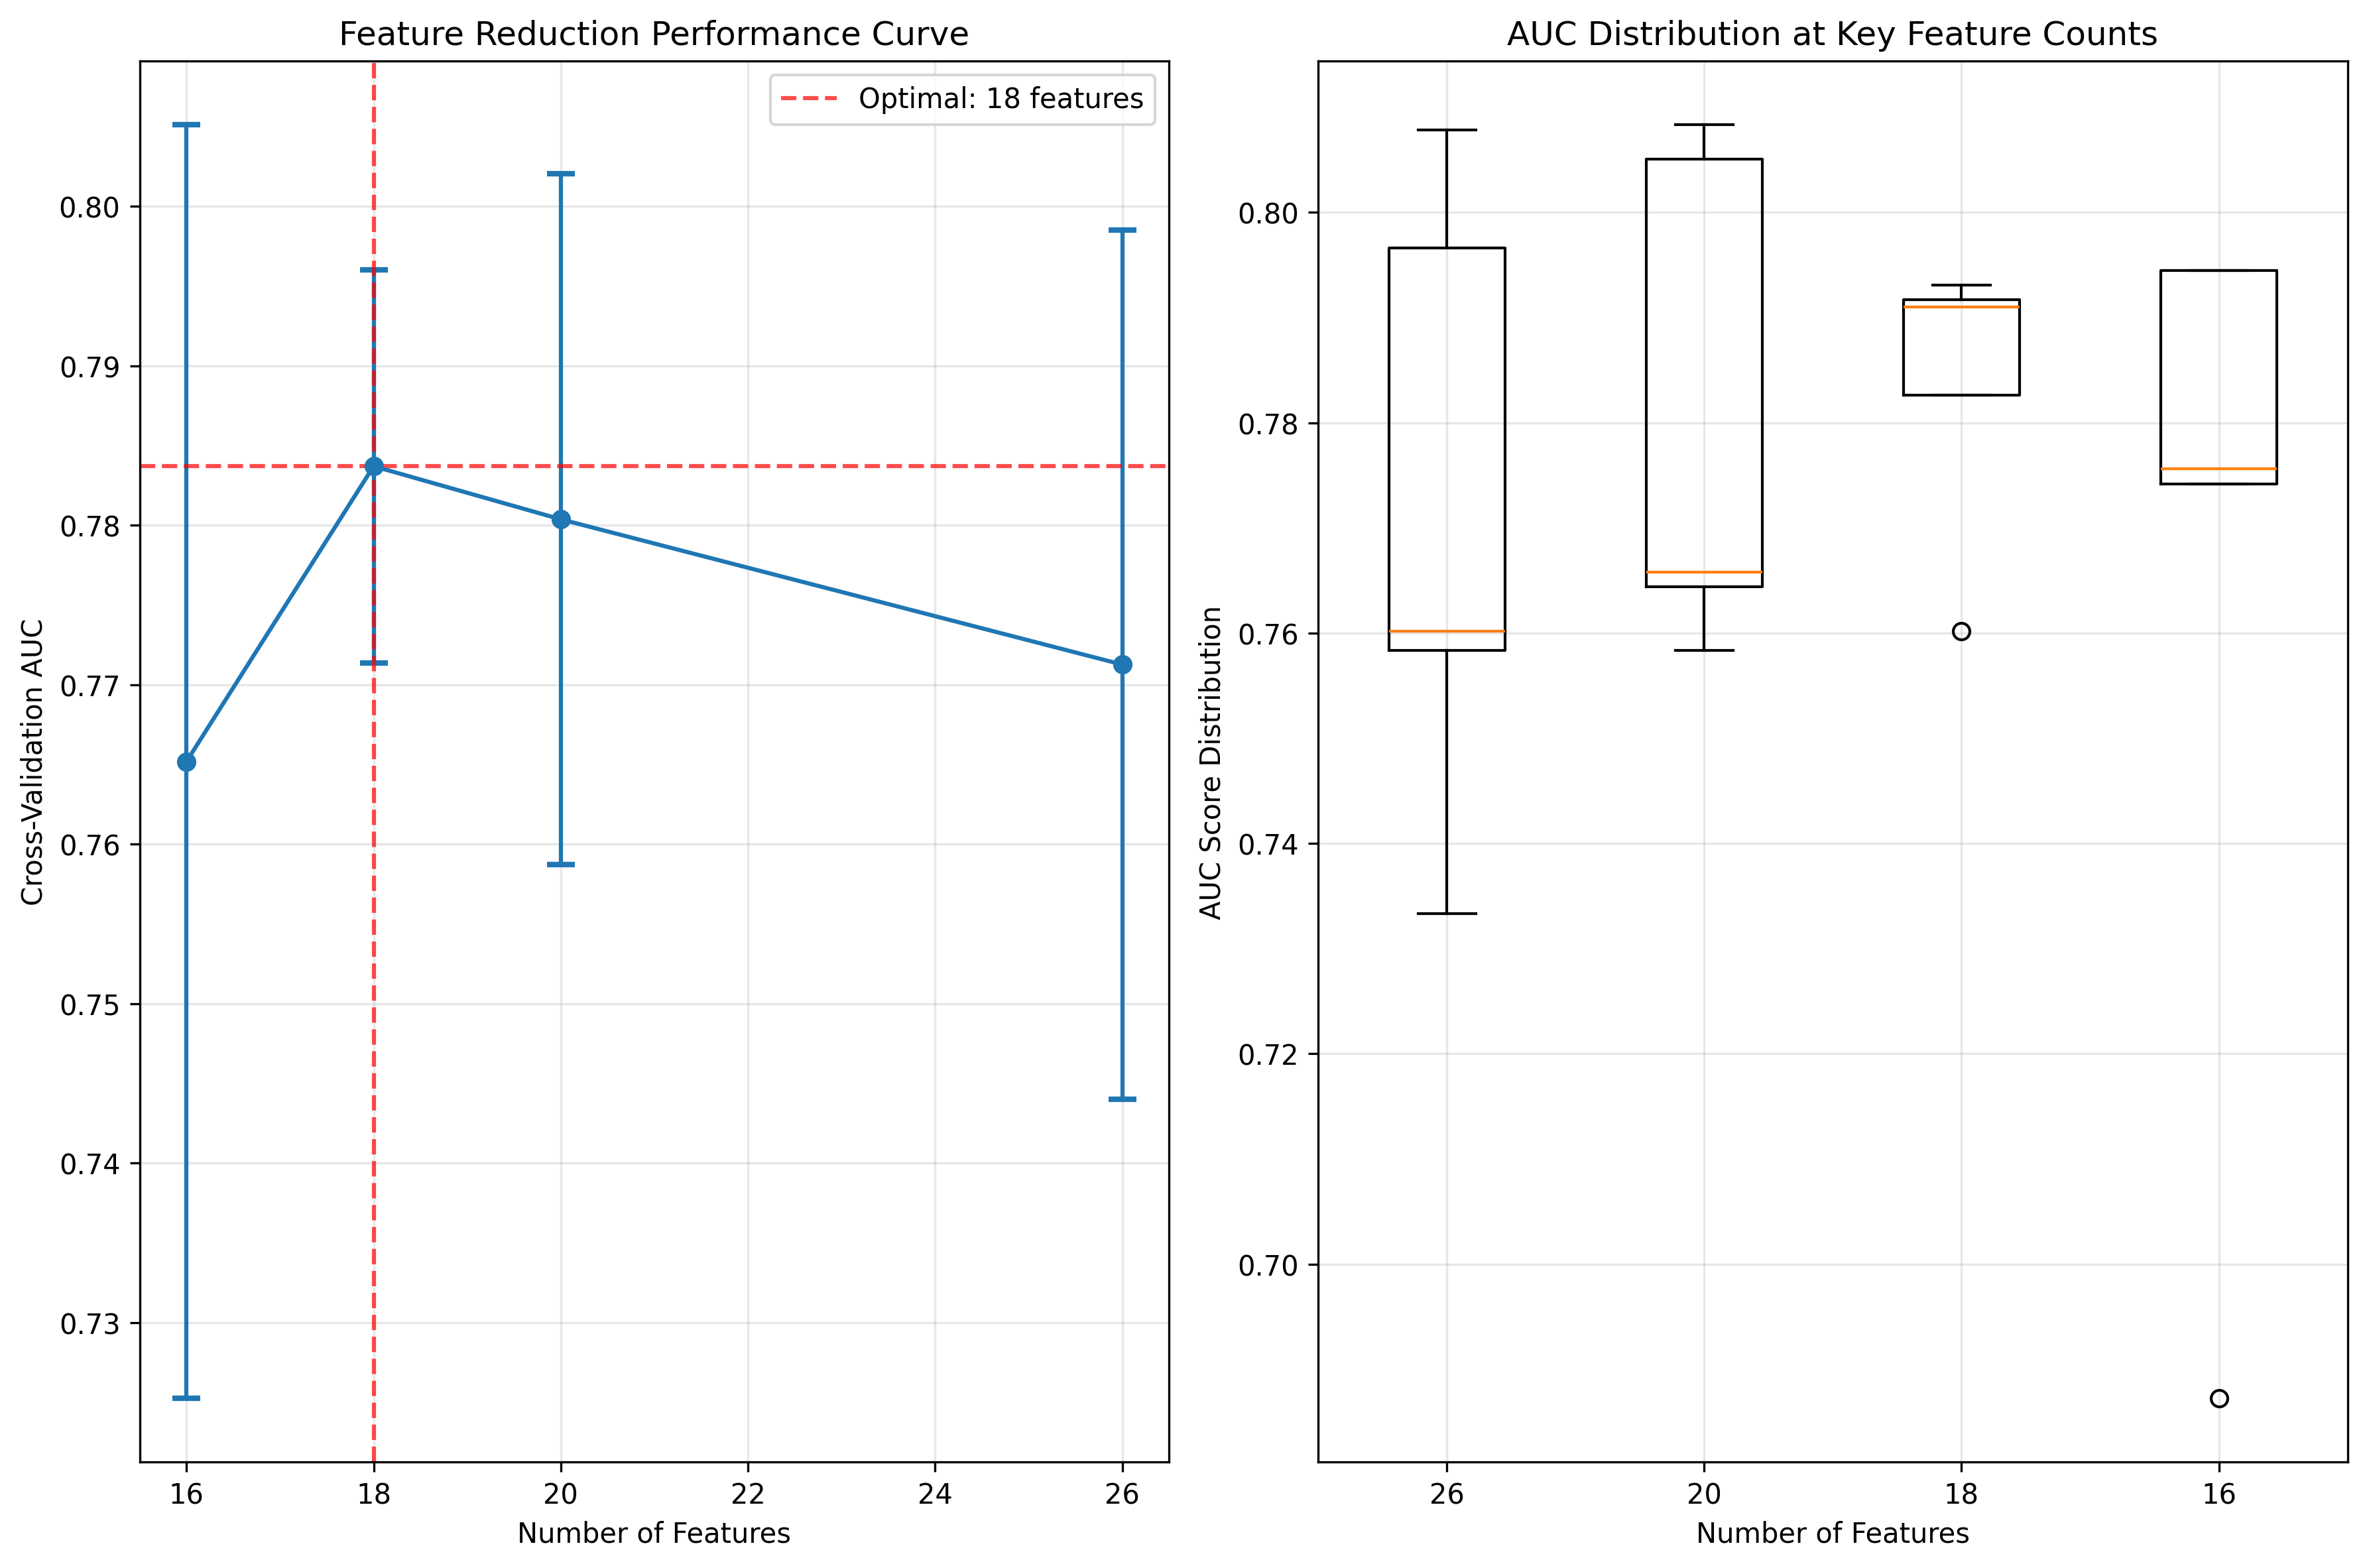 Feature Reduction Performance Curve
Optimal: 18 features
0.80
0.79
0.78
0.77
0.76
0.75
0.74
0.73
Cross-Validation AUC
16 18 20 22 24 26
Number of Features
AUC Distribution at Key Feature Counts
0.80
0.78
0.76
0.74
0.72
0.70
AUC Score Distribution
26 20 18 16
Number of Features